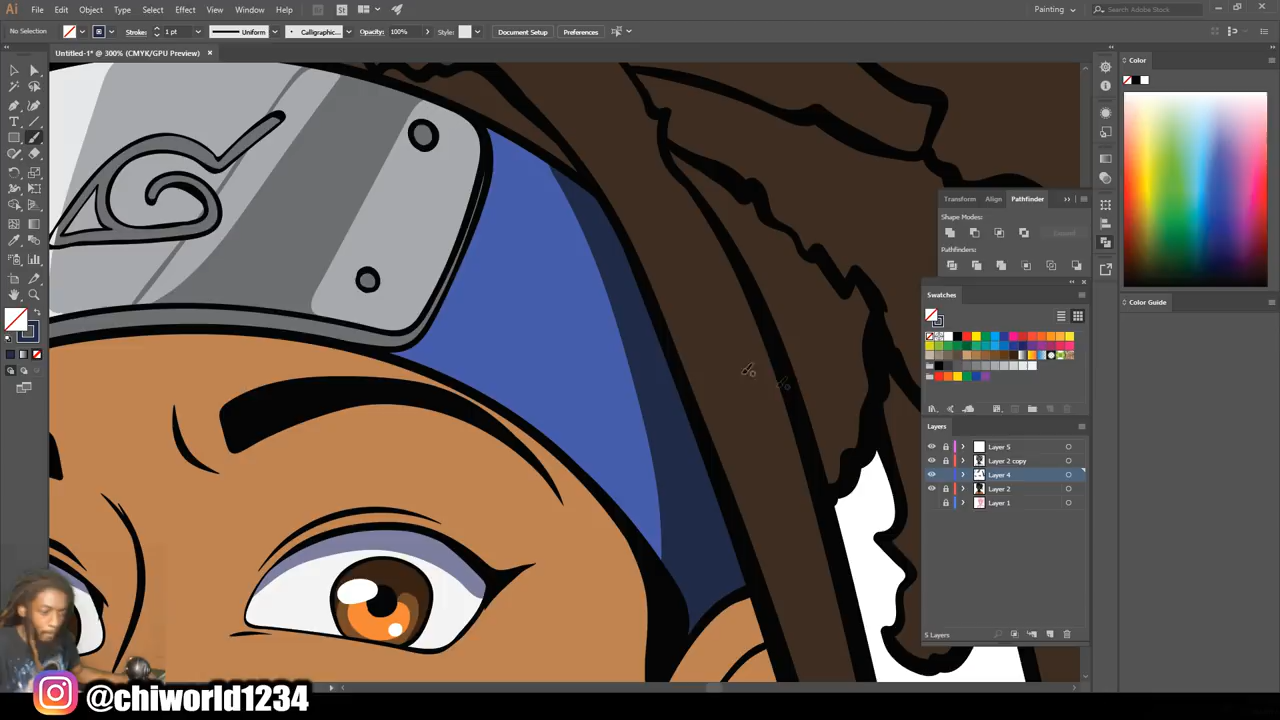 Ai File Edit Object Type Select Effect View Window Help Br St Painting Search Adobe Stock
No Selection Stroke: 1 pt Uniform Calligraphic... Opacity: 100% Style: Document Setup Preferences
Untitled-1* @ 300% (CMYK/GPU Preview) ×
Color
Transform Align Pathfinder
Shape Modes:
Expand
Pathfinders:
Swatches
Color Guide
Layers
Layer 5
Layer 2 copy
Layer 4
Layer 2
Layer 1
5 Layers
@chiworld1234